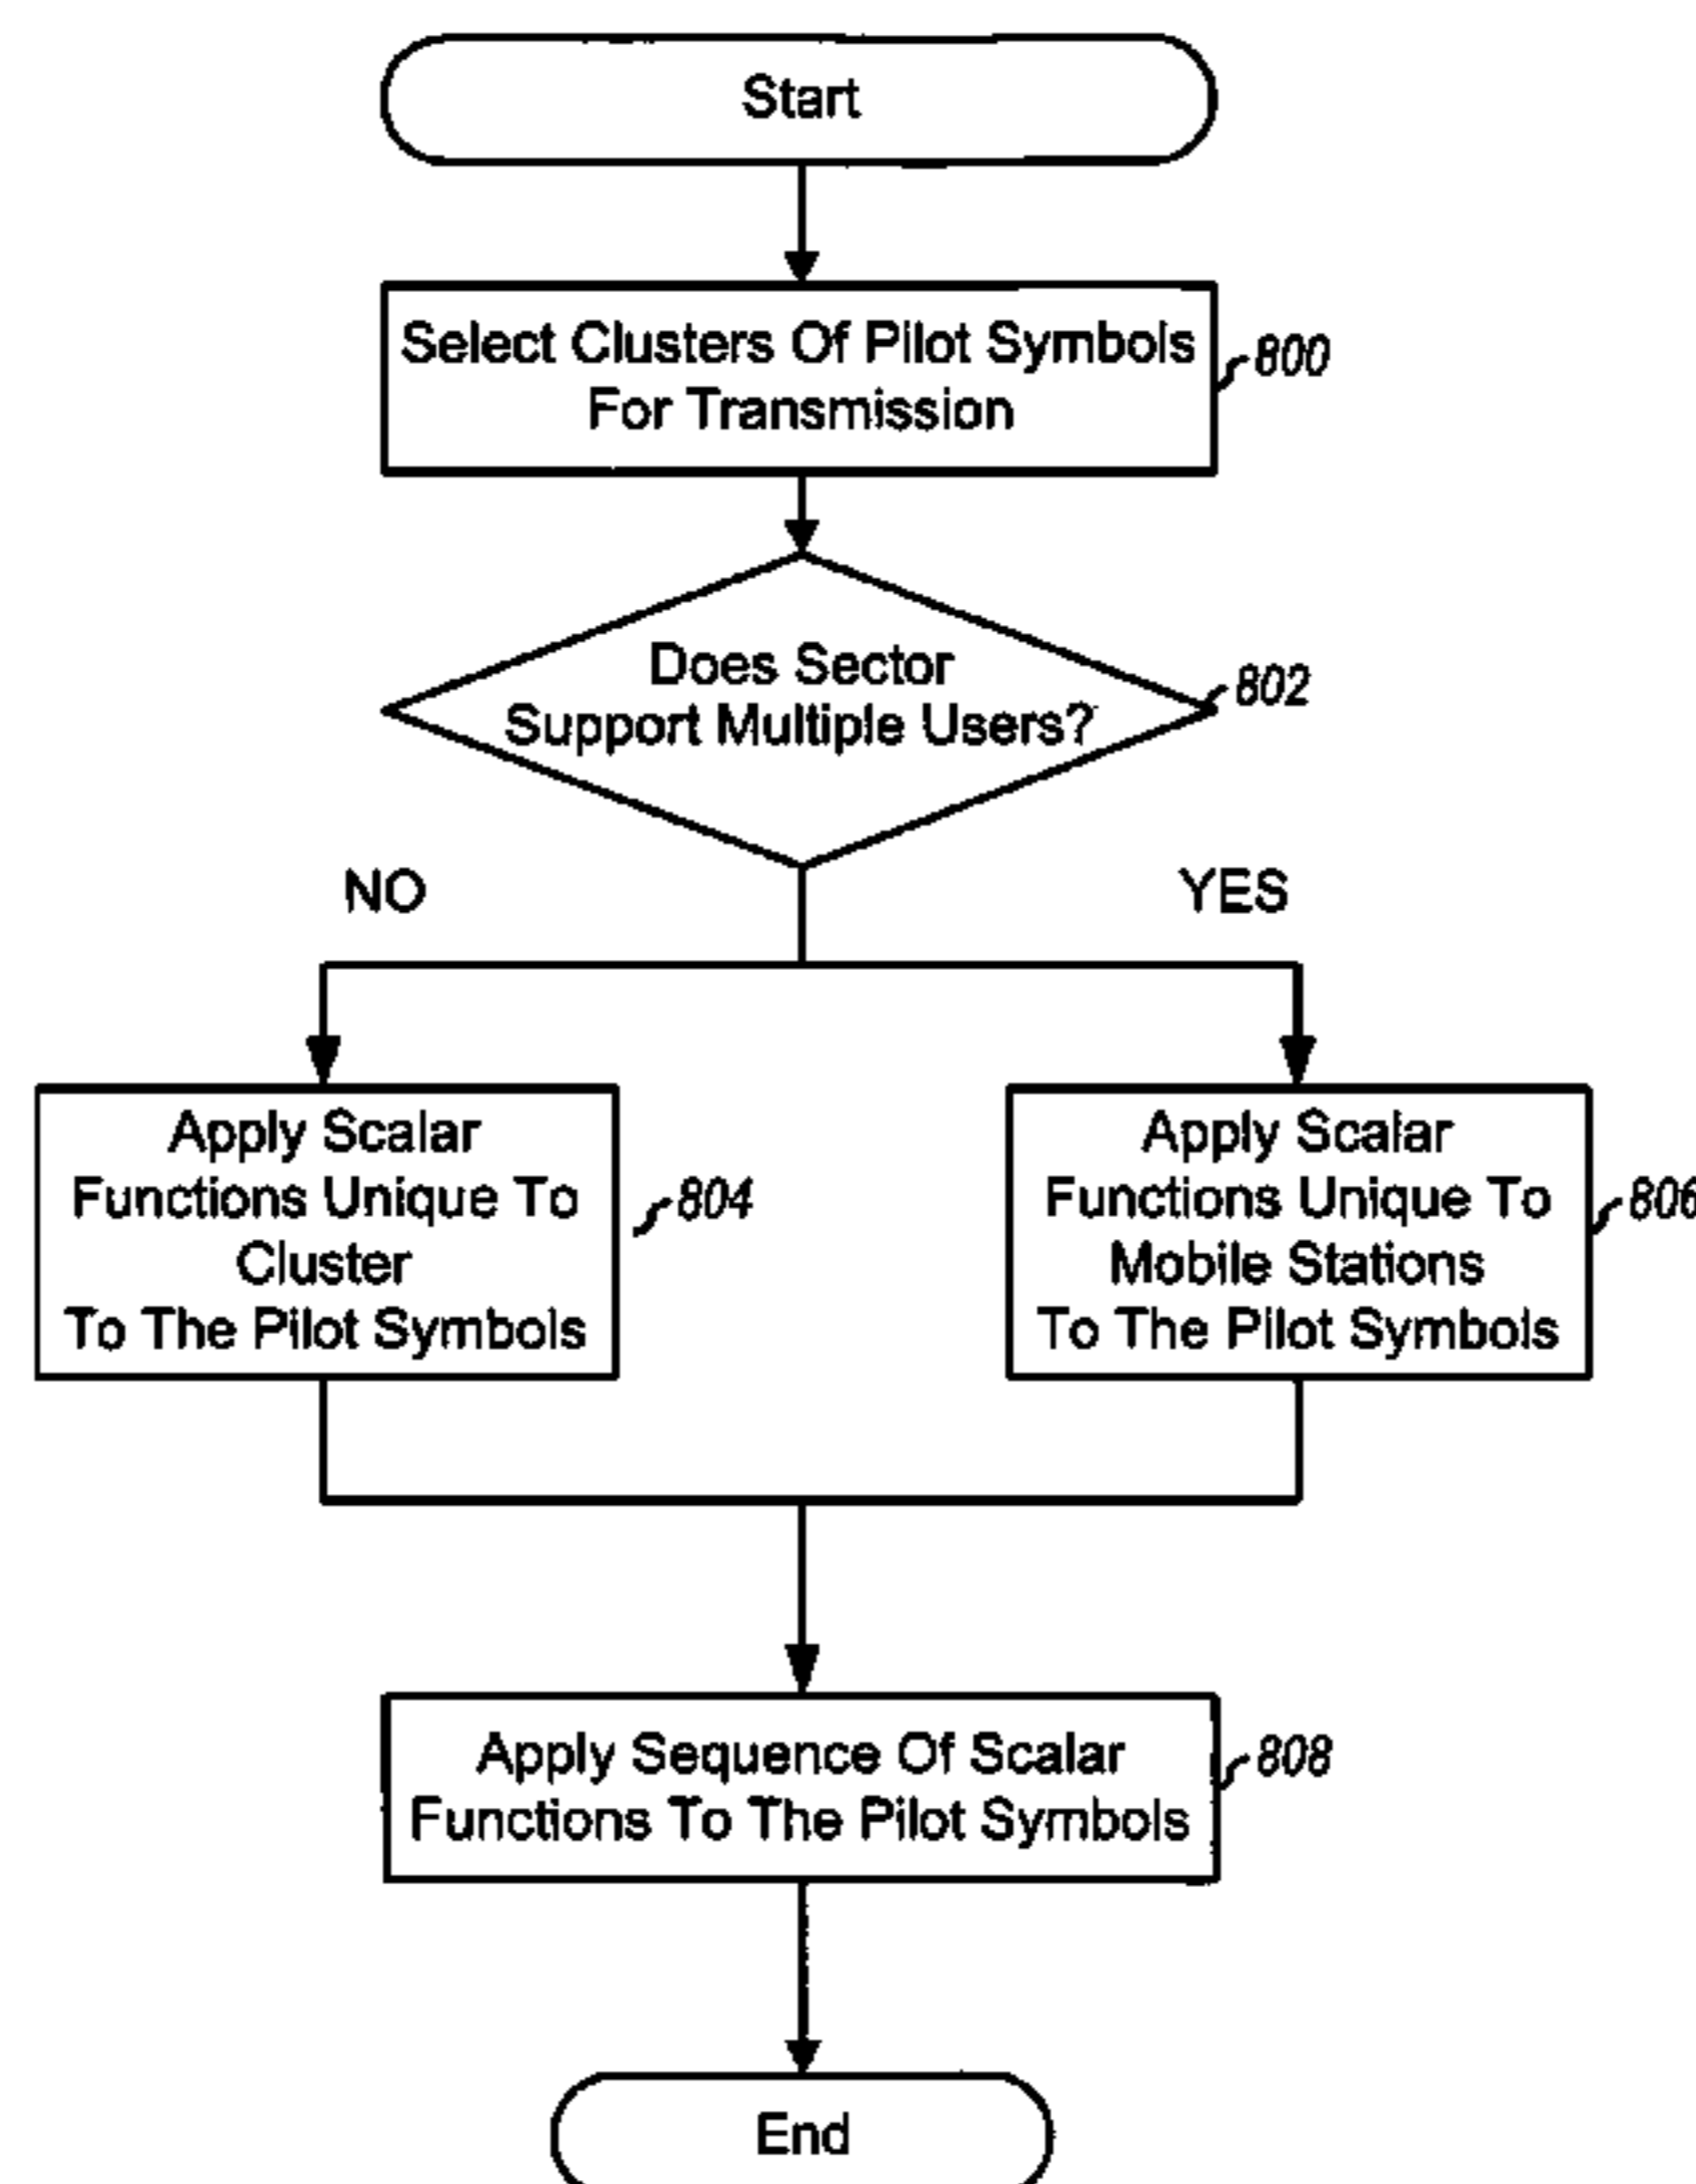 Start
Select Clusters Of Pilot Symbols
For Transmission
800
Does Sector
Support Multiple Users?
802
NO
YES
Apply Scalar
Functions Unique To
Cluster
To The Pilot Symbols
804
Apply Scalar
Functions Unique To
Mobile Stations
To The Pilot Symbols
806
Apply Sequence Of Scalar
Functions To The Pilot Symbols
808
End